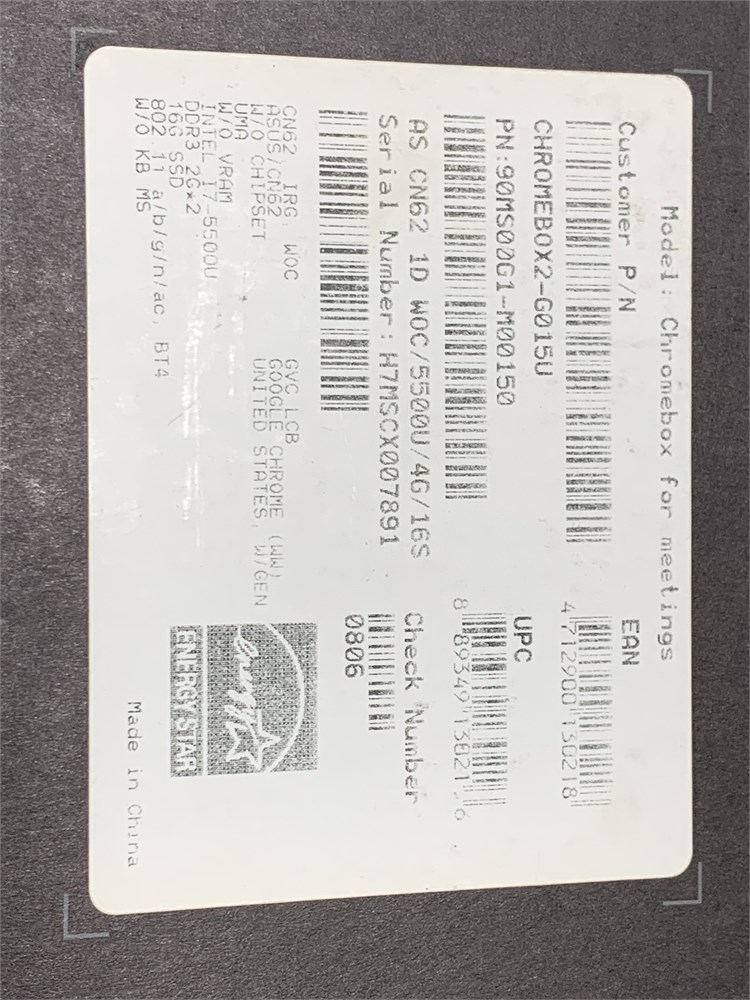 Model: Chromebox for meetings
Customer P/N
CHROMEBOX2-G015U
PN:90MS00G1-M00150
AS CN62 1D WOC/5500U/4G/16S
Serial Number:H7MSCX007891
EAN
4 712900 130218
UPC
8 89349 13021 6
Check Number
0806
CN62 IRG, WOC
ASUS/CN62
W/O CHIPSET
UMA
W/O VRAM
INTEL I7-5500U
DDR3 2G*2
16G SSD
802.11 a/b/g/n/ac, BT4
W/O KB MS
GVC LCB
GOOGLE CHROME (WW)
UNITED STATES, W/GEN
energy
ENERGY STAR
Made in China